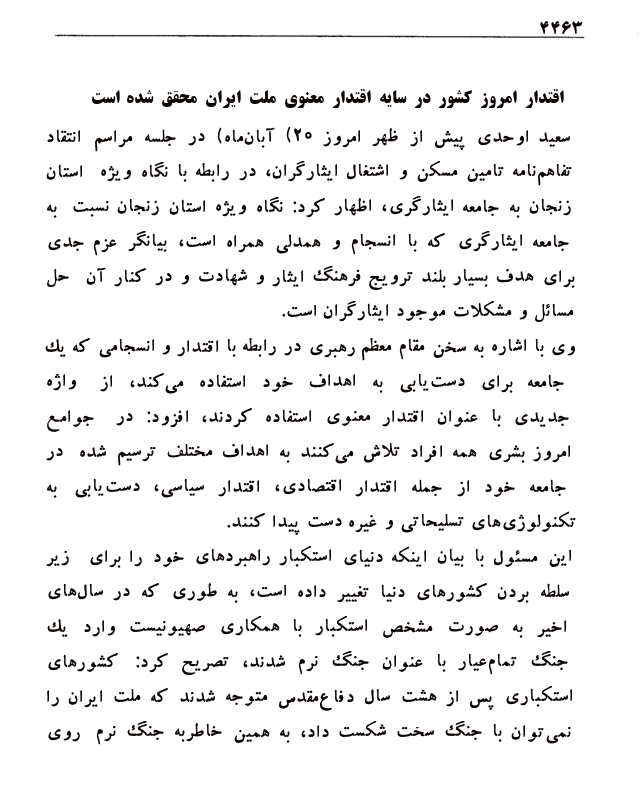 ۴۴۶۳
اقتدار امروز کشور در سایه اقتدار معنوی ملت ایران محقق شده است
سعید اوحدی پیش از ظهر امروز ۲۵) آبان‌ماه) در جلسه مراسم انتقاد
تفاهم‌نامه تامین مسکن و اشتغال ایثارگران، در رابطه با نگاه ویژه استان
زنجان به جامعه ایثارگری، اظهار کرد: نگاه ویژه استان زنجان نسبت به
جامعه ایثارگری که با انسجام و همدلی همراه است، بیانگر عزم جدی
برای هدف بسیار بلند ترویج فرهنگ ایثار و شهادت و در کنار آن حل
مسائل و مشکلات موجود ایثارگران است.
وی با اشاره به سخن مقام معظم رهبری در رابطه با اقتدار و انسجامی که یك
جامعه برای دست‌یابی به اهداف خود استفاده می‌کند، از واژه
جدیدی با عنوان اقتدار معنوی استفاده کردند، افزود: در جوامع
امروز بشری همه افراد تلاش می‌کنند به اهداف مختلف ترسیم شده در
جامعه خود از جمله اقتدار اقتصادی، اقتدار سیاسی، دست‌یابی به
تکنولوژی‌های تسلیحاتی و غیره دست پیدا کنند.
این مسئول با بیان اینکه دنیای استکبار راهبردهای خود را برای زیر
سلطه بردن کشورهای دنیا تغییر داده است، به طوری که در سال‌های
اخیر به صورت مشخص استکبار با همکاری صهیونیست وارد یك
جنگ تمام‌عیار با عنوان جنگ نرم شدند، تصریح کرد: کشورهای
استکباری پس از هشت سال دفاع‌مقدس متوجه شدند که ملت ایران را
نمی‌توان با جنگ سخت شکست داد، به همین خاطربه جنگ نرم روی